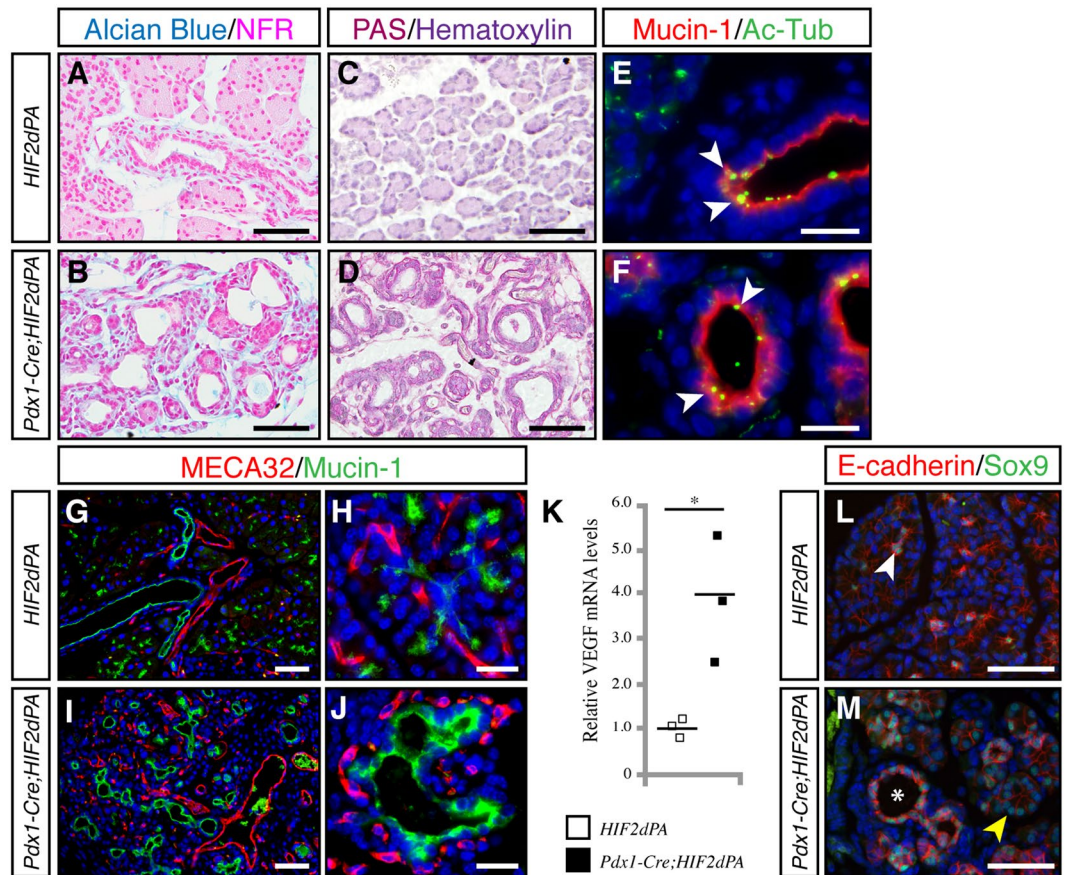 Alcian Blue/NFR
PAS/Hematoxylin
Mucin-1/Ac-Tub
HIF2dPA
A
C
E
Pdx1-Cre;HIF2dPA
B
D
F
MECA32/Mucin-1
E-cadherin/Sox9
HIF2dPA
G
H
K
Relative VEGF mRNA levels
6.0
5.0
4.0
3.0
2.0
1.0
0
*
HIF2dPA
L
Pdx1-Cre;HIF2dPA
I
J
Pdx1-Cre;HIF2dPA
M
*
HIF2dPA
Pdx1-Cre;HIF2dPA